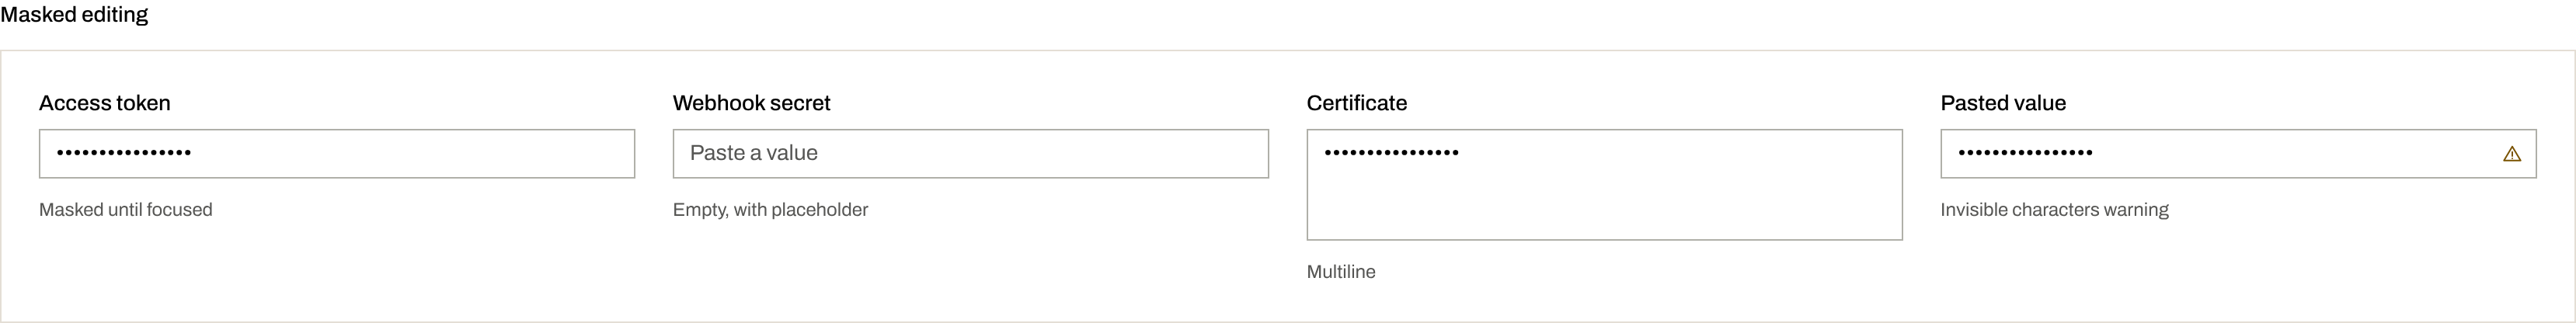 Masked editing
Access token
••••••••••••••••
Masked until focused
Webhook secret
Paste a value
Empty, with placeholder
Certificate
••••••••••••••••
Multiline
Pasted value
••••••••••••••••
Invisible characters warning